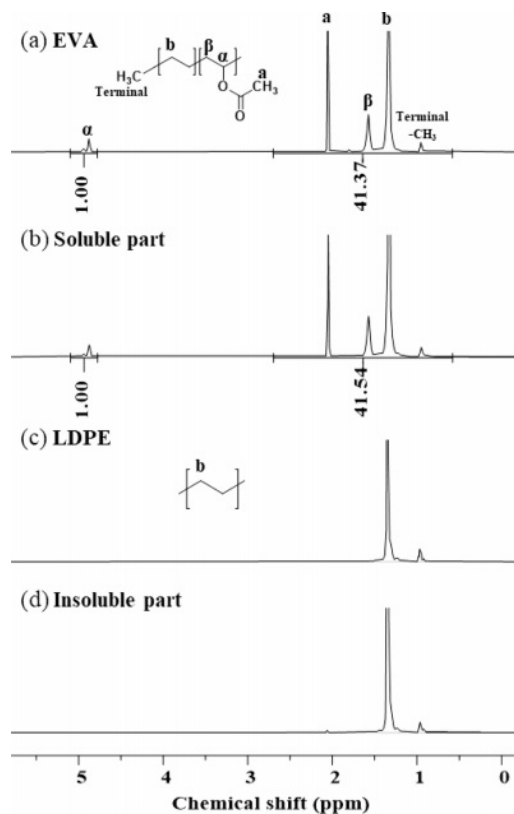 (a) EVA
b
β
α
a
H₃C
Terminal
CH₃
O
O
a
b
β
α
Terminal
-CH₃
1.00
41.37
(b) Soluble part
1.00
41.54
(c) LDPE
b
(d) Insoluble part
5 4 3 2 1 0
Chemical shift (ppm)